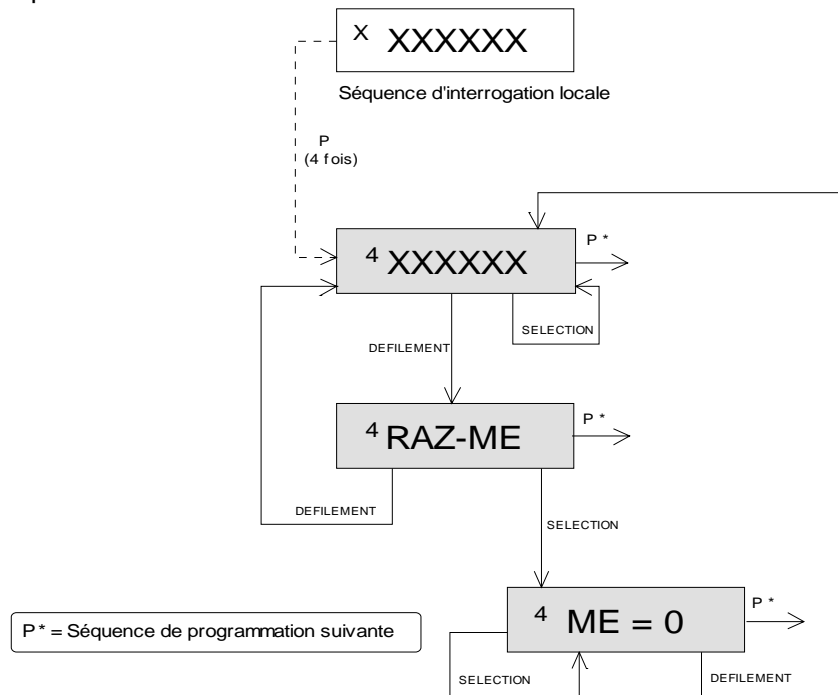 X XXXXXX
Séquence d'interrogation locale
P
(4 fois)
4 XXXXXX
P *
SELECTION
DEFILEMENT
4 RAZ-ME
P *
DEFILEMENT
SELECTION
4 ME = 0
P *
P * = Séquence de programmation suivante
SELECTION
DEFILEMENT